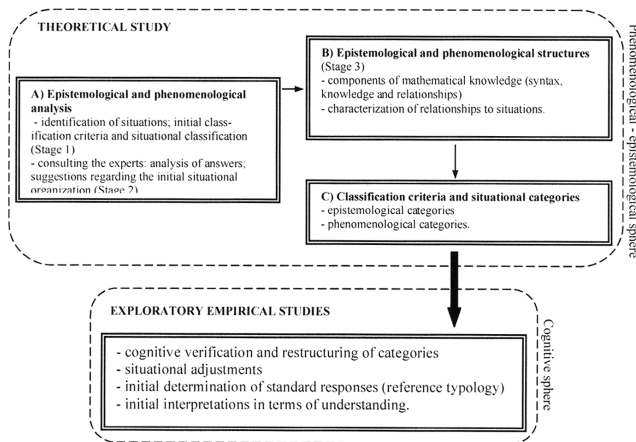 THEORETICAL STUDY
A) Epistemological and phenomenological
analysis
- identification of situations; initial class-
ification criteria and situational classification
(Stage 1)
- consulting the experts: analysis of answers;
suggestions regarding the initial situational
organization (Stage 2)
B) Epistemological and phenomenological structures
(Stage 3)
- components of mathematical knowledge (syntax,
knowledge and relationships)
- characterization of relationships to situations.
C) Classification criteria and situational categories
- epistemological categories
- phenomenological categories.
Phenomenological - epistemological sphere
EXPLORATORY EMPIRICAL STUDIES
- cognitive verification and restructuring of categories
- situational adjustments
- initial determination of standard responses (reference typology)
- initial interpretations in terms of understanding.
Cognitive sphere